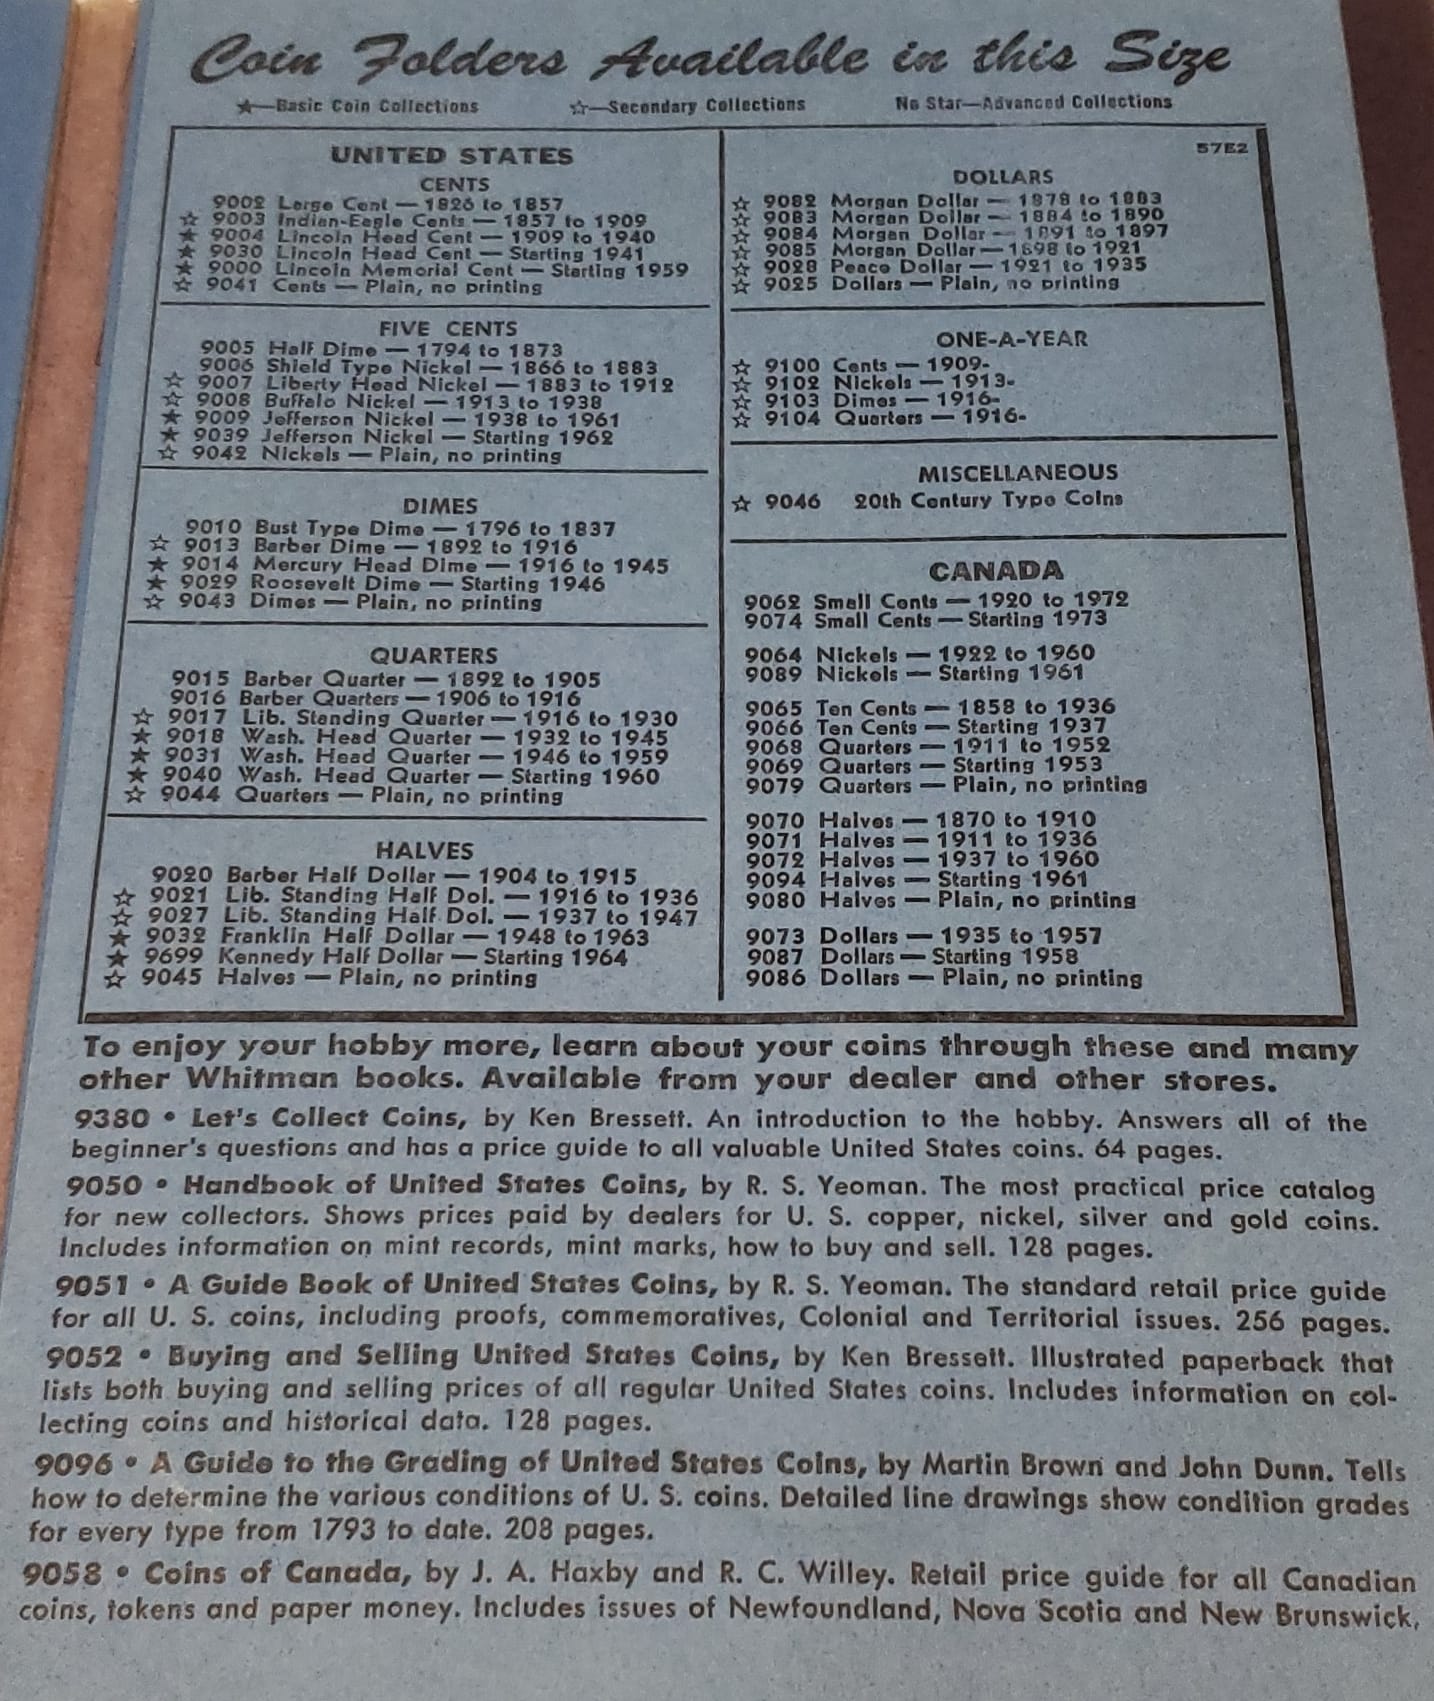 Coin Folders Available in this Size
★—Basic Coin Collections ☆—Secondary Collections No Star—Advanced Collections
UNITED STATES
CENTS
9002 Large Cent — 1826 to 1857
☆ 9003 Indian-Eagle Cents — 1857 to 1909
★ 9004 Lincoln Head Cent — 1909 to 1940
★ 9030 Lincoln Head Cent — Starting 1941
★ 9000 Lincoln Memorial Cent — Starting 1959
☆ 9041 Cents — Plain, no printing
FIVE CENTS
9005 Half Dime — 1794 to 1873
9006 Shield Type Nickel — 1866 to 1883
☆ 9007 Liberty Head Nickel — 1883 to 1912
☆ 9008 Buffalo Nickel — 1913 to 1938
★ 9009 Jefferson Nickel — 1938 to 1961
★ 9039 Jefferson Nickel — Starting 1962
☆ 9042 Nickels — Plain, no printing
DIMES
9010 Bust Type Dime — 1796 to 1837
☆ 9013 Barber Dime — 1892 to 1916
★ 9014 Mercury Head Dime — 1916 to 1945
★ 9029 Roosevelt Dime — Starting 1946
☆ 9043 Dimes — Plain, no printing
QUARTERS
9015 Barber Quarter — 1892 to 1905
9016 Barber Quarters — 1906 to 1916
☆ 9017 Lib. Standing Quarter — 1916 to 1930
★ 9018 Wash. Head Quarter — 1932 to 1945
★ 9031 Wash. Head Quarter — 1946 to 1959
★ 9040 Wash. Head Quarter — Starting 1960
☆ 9044 Quarters — Plain, no printing
HALVES
9020 Barber Half Dollar — 1904 to 1915
☆ 9021 Lib. Standing Half Dol. — 1916 to 1936
☆ 9027 Lib. Standing Half Dol. — 1937 to 1947
★ 9032 Franklin Half Dollar — 1948 to 1963
★ 9699 Kennedy Half Dollar — Starting 1964
☆ 9045 Halves — Plain, no printing
57E2
DOLLARS
☆ 9082 Morgan Dollar — 1878 to 1883
☆ 9083 Morgan Dollar — 1884 to 1890
☆ 9084 Morgan Dollar — 1891 to 1897
☆ 9085 Morgan Dollar — 1898 to 1921
☆ 9028 Peace Dollar — 1921 to 1935
☆ 9025 Dollars — Plain, no printing
ONE-A-YEAR
☆ 9100 Cents — 1909-
☆ 9102 Nickels — 1913-
☆ 9103 Dimes — 1916-
☆ 9104 Quarters — 1916-
MISCELLANEOUS
☆ 9046 20th Century Type Coins
CANADA
9062 Small Cents — 1920 to 1972
9074 Small Cents — Starting 1973
9064 Nickels — 1922 to 1960
9089 Nickels — Starting 1961
9065 Ten Cents — 1858 to 1936
9066 Ten Cents — Starting 1937
9068 Quarters — 1911 to 1952
9069 Quarters — Starting 1953
9079 Quarters — Plain, no printing
9070 Halves — 1870 to 1910
9071 Halves — 1911 to 1936
9072 Halves — 1937 to 1960
9094 Halves — Starting 1961
9080 Halves — Plain, no printing
9073 Dollars — 1935 to 1957
9087 Dollars — Starting 1958
9086 Dollars — Plain, no printing
To enjoy your hobby more, learn about your coins through these and many
other Whitman books. Available from your dealer and other stores.
9380 • Let's Collect Coins, by Ken Bressett. An introduction to the hobby. Answers all of the
beginner's questions and has a price guide to all valuable United States coins. 64 pages.
9050 • Handbook of United States Coins, by R. S. Yeoman. The most practical price catalog
for new collectors. Shows prices paid by dealers for U. S. copper, nickel, silver and gold coins.
Includes information on mint records, mint marks, how to buy and sell. 128 pages.
9051 • A Guide Book of United States Coins, by R. S. Yeoman. The standard retail price guide
for all U. S. coins, including proofs, commemoratives, Colonial and Territorial issues. 256 pages.
9052 • Buying and Selling United States Coins, by Ken Bressett. Illustrated paperback that
lists both buying and selling prices of all regular United States coins. Includes information on col-
lecting coins and historical data. 128 pages.
9096 • A Guide to the Grading of United States Coins, by Martin Brown and John Dunn. Tells
how to determine the various conditions of U. S. coins. Detailed line drawings show condition grades
for every type from 1793 to date. 208 pages.
9058 • Coins of Canada, by J. A. Haxby and R. C. Willey. Retail price guide for all Canadian
coins, tokens and paper money. Includes issues of Newfoundland, Nova Scotia and New Brunswick,